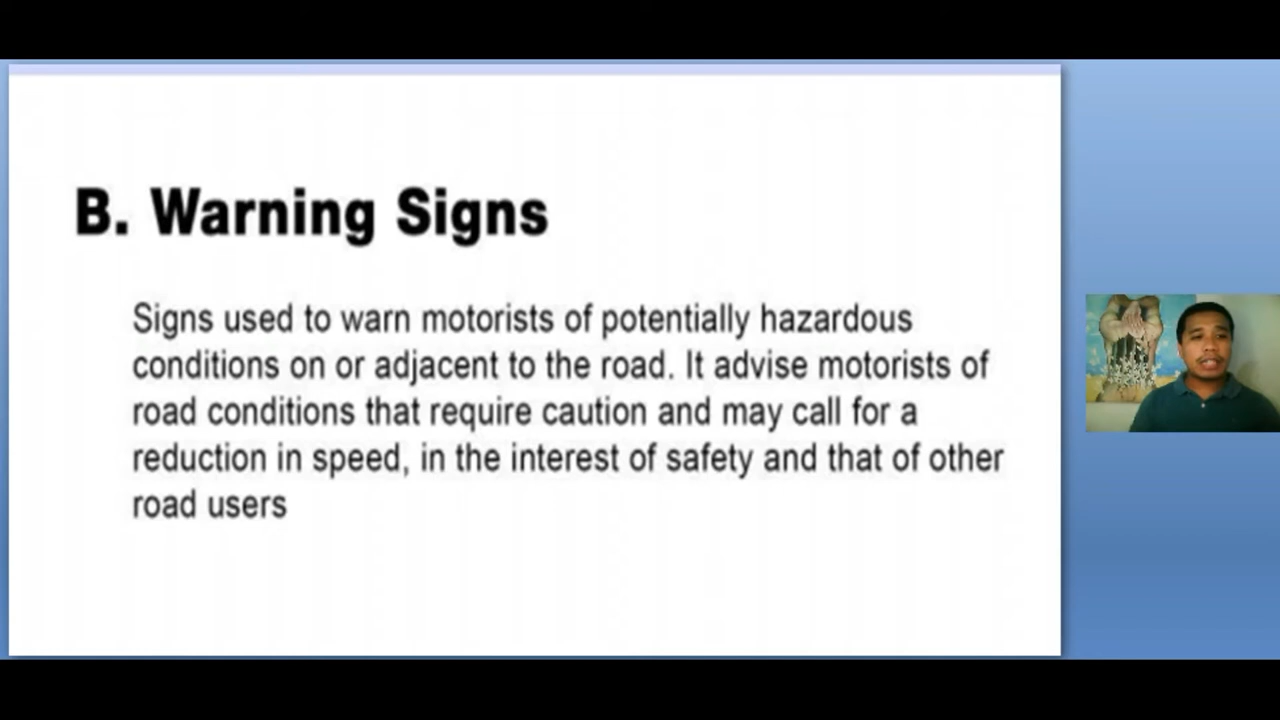 B. Warning Signs
Signs used to warn motorists of potentially hazardous
conditions on or adjacent to the road. It advise motorists of
road conditions that require caution and may call for a
reduction in speed, in the interest of safety and that of other
road users